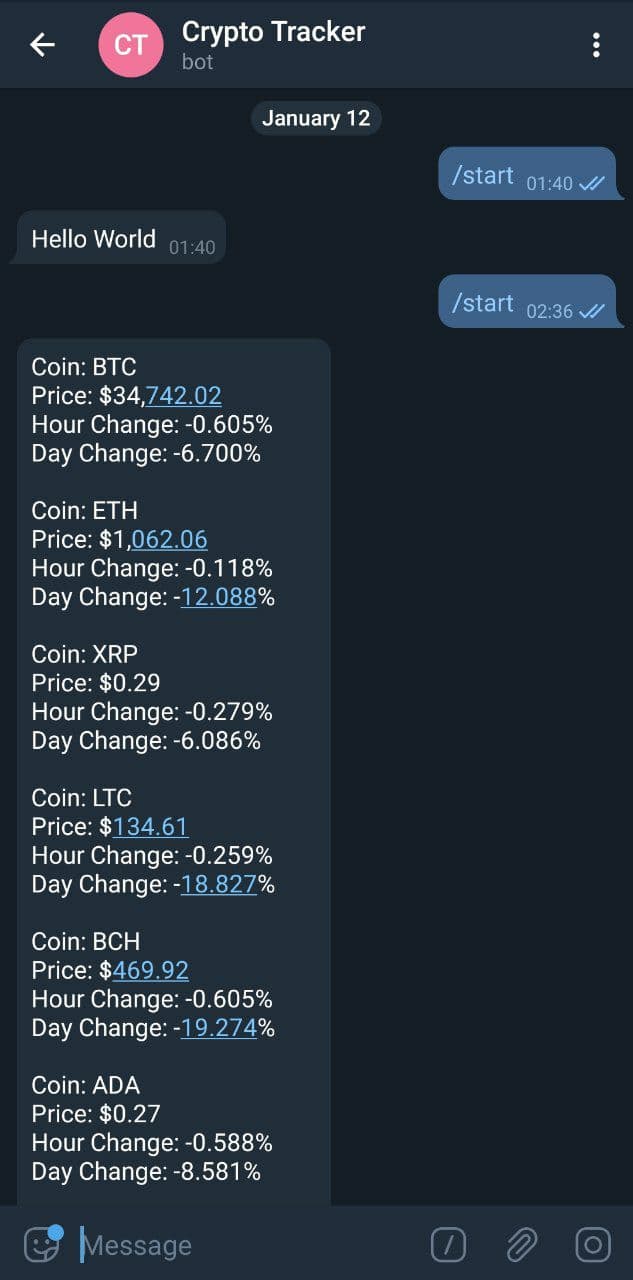 CT
Crypto Tracker
bot
January 12
/start 01:40
Hello World 01:40
/start 02:36
Coin: BTC
Price: $34,742.02
Hour Change: -0.605%
Day Change: -6.700%
Coin: ETH
Price: $1,062.06
Hour Change: -0.118%
Day Change: -12.088%
Coin: XRP
Price: $0.29
Hour Change: -0.279%
Day Change: -6.086%
Coin: LTC
Price: $134.61
Hour Change: -0.259%
Day Change: -18.827%
Coin: BCH
Price: $469.92
Hour Change: -0.605%
Day Change: -19.274%
Coin: ADA
Price: $0.27
Hour Change: -0.588%
Day Change: -8.581%
Message